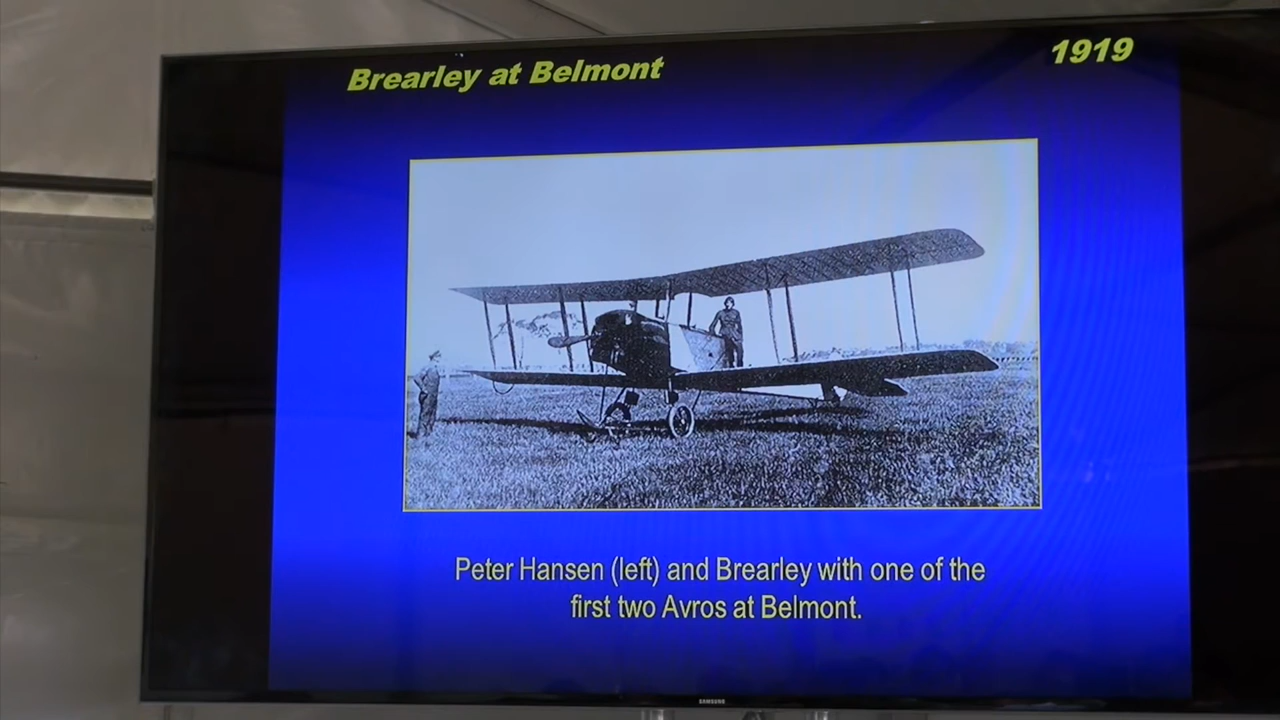 Brearley at Belmont
1919
Peter Hansen (left) and Brearley with one of the
first two Avros at Belmont.
SAMSUNG